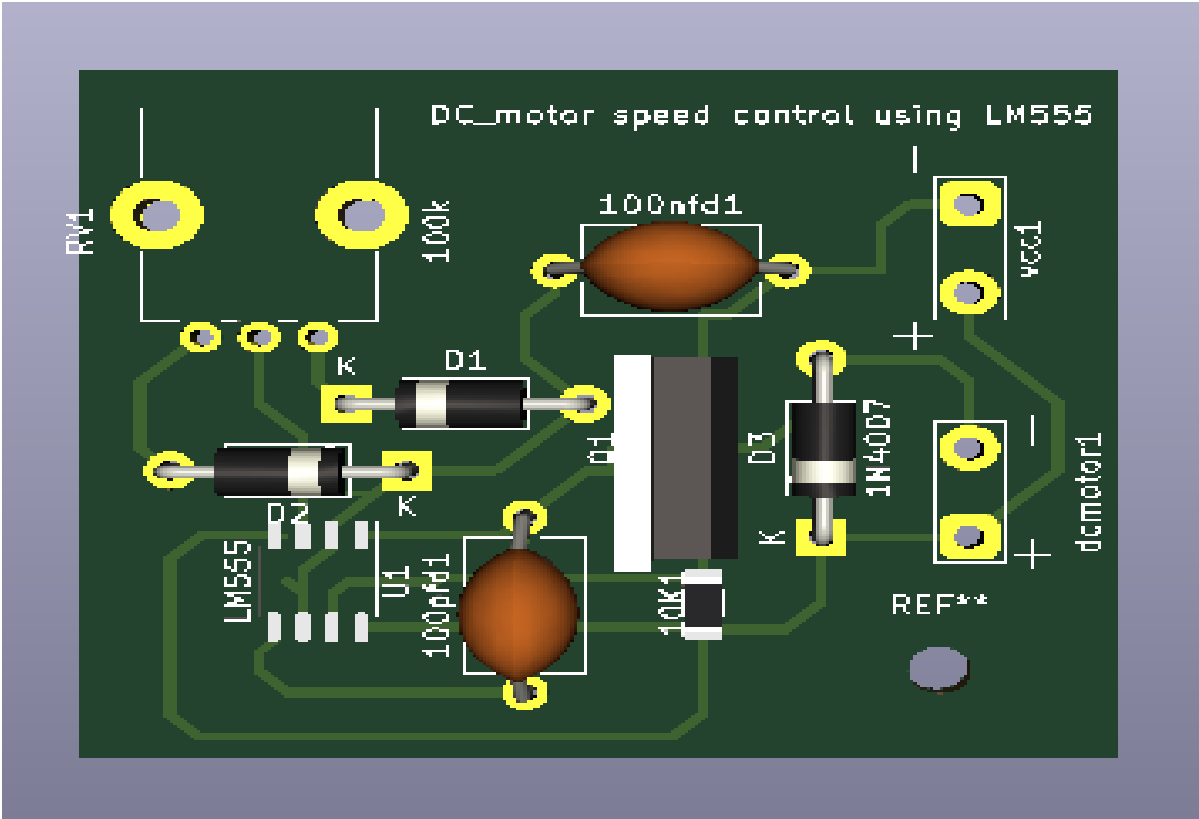 DC_motor speed control using LM555
−
100nfd1
RV1
100k
VCC1
+
K
D1
Q1
D3
1N4007
−
dcmotor1
K
D2
K
+
LM555
U1
100pfd1
10K1
REF**